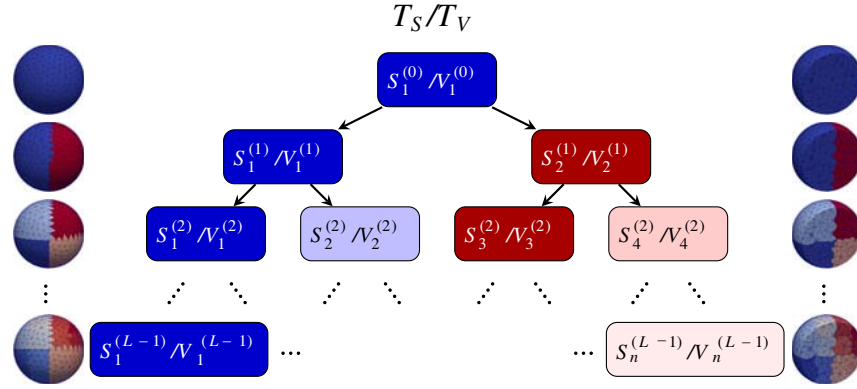 T_S/T_V
S_1^{(0)}/V_1^{(0)}
S_1^{(1)}/V_1^{(1)} S_2^{(1)}/V_2^{(1)}
S_1^{(2)}/V_1^{(2)} S_2^{(2)}/V_2^{(2)} S_3^{(2)}/V_3^{(2)} S_4^{(2)}/V_4^{(2)}
S_1^{(L-1)}/V_1^{(L-1)} ... ... S_n^{(L-1)}/V_n^{(L-1)}